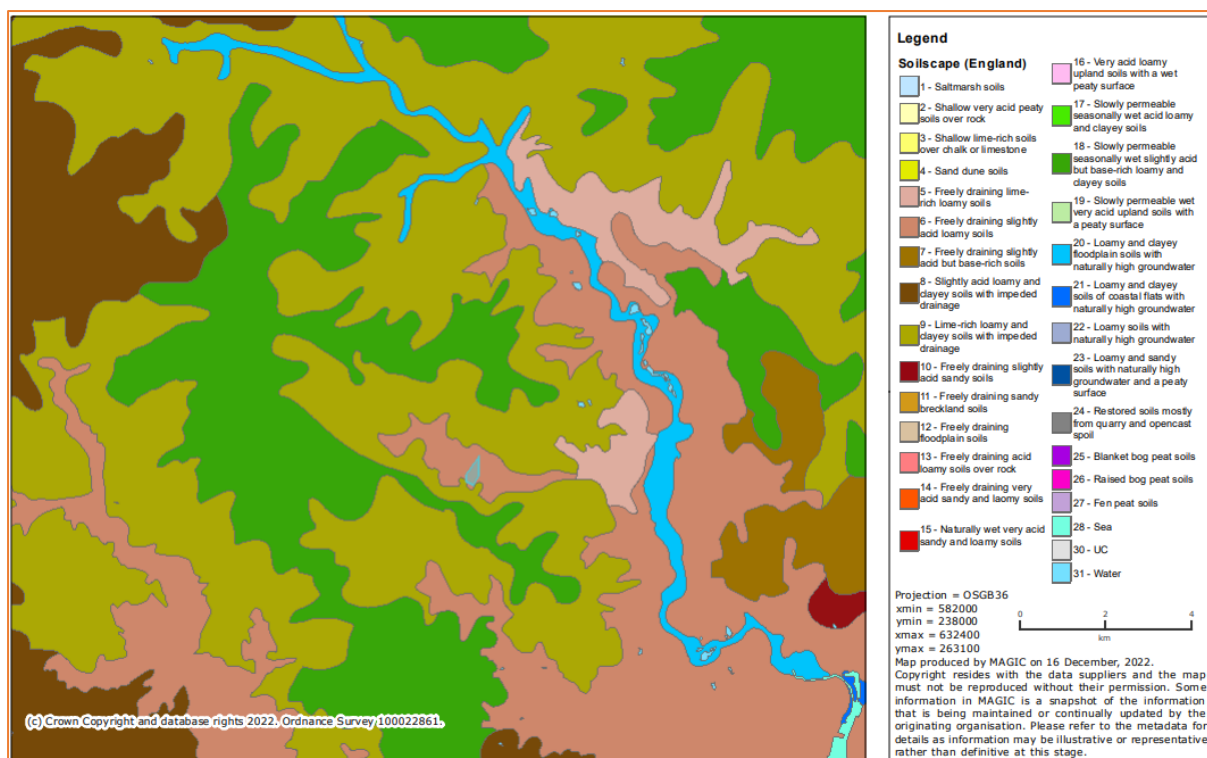 (c) Crown Copyright and database rights 2022. Ordnance Survey 100022861.
Legend
Soilscape (England)
1 - Saltmarsh soils
2 - Shallow very acid peaty
soils over rock
3 - Shallow lime-rich soils
over chalk or limestone
4 - Sand dune soils
5 - Freely draining lime-
rich loamy soils
6 - Freely draining slightly
acid loamy soils
7 - Freely draining slightly
acid but base-rich soils
8 - Slightly acid loamy and
clayey soils with impeded
drainage
9 - Lime-rich loamy and
clayey soils with impeded
drainage
10 - Freely draining slightly
acid sandy soils
11 - Freely draining sandy
breckland soils
12 - Freely draining
floodplain soils
13 - Freely draining acid
loamy soils over rock
14 - Freely draining very
acid sandy and laomy soils
15 - Naturally wet very acid
sandy and loamy soils
16 - Very acid loamy
upland soils with a wet
peaty surface
17 - Slowly permeable
seasonally wet acid loamy
and clayey soils
18 - Slowly permeable
seasonally wet slightly acid
but base-rich loamy and
clayey soils
19 - Slowly permeable wet
very acid upland soils with
a peaty surface
20 - Loamy and clayey
floodplain soils with
naturally high groundwater
21 - Loamy and clayey
soils of coastal flats with
naturally high groundwater
22 - Loamy soils with
naturally high groundwater
23 - Loamy and sandy
soils with naturally high
groundwater and a peaty
surface
24 - Restored soils mostly
from quarry and opencast
spoil
25 - Blanket bog peat soils
26 - Raised bog peat soils
27 - Fen peat soils
28 - Sea
30 - UC
31 - Water
Projection = OSGB36
xmin = 582000
ymin = 238000
xmax = 632400
ymax = 263100
0 2 4
km
Map produced by MAGIC on 16 December, 2022.
Copyright resides with the data suppliers and the map
must not be reproduced without their permission. Some
information in MAGIC is a snapshot of the information
that is being maintained or continually updated by the
originating organisation. Please refer to the metadata for
details as information may be illustrative or representative
rather than definitive at this stage.